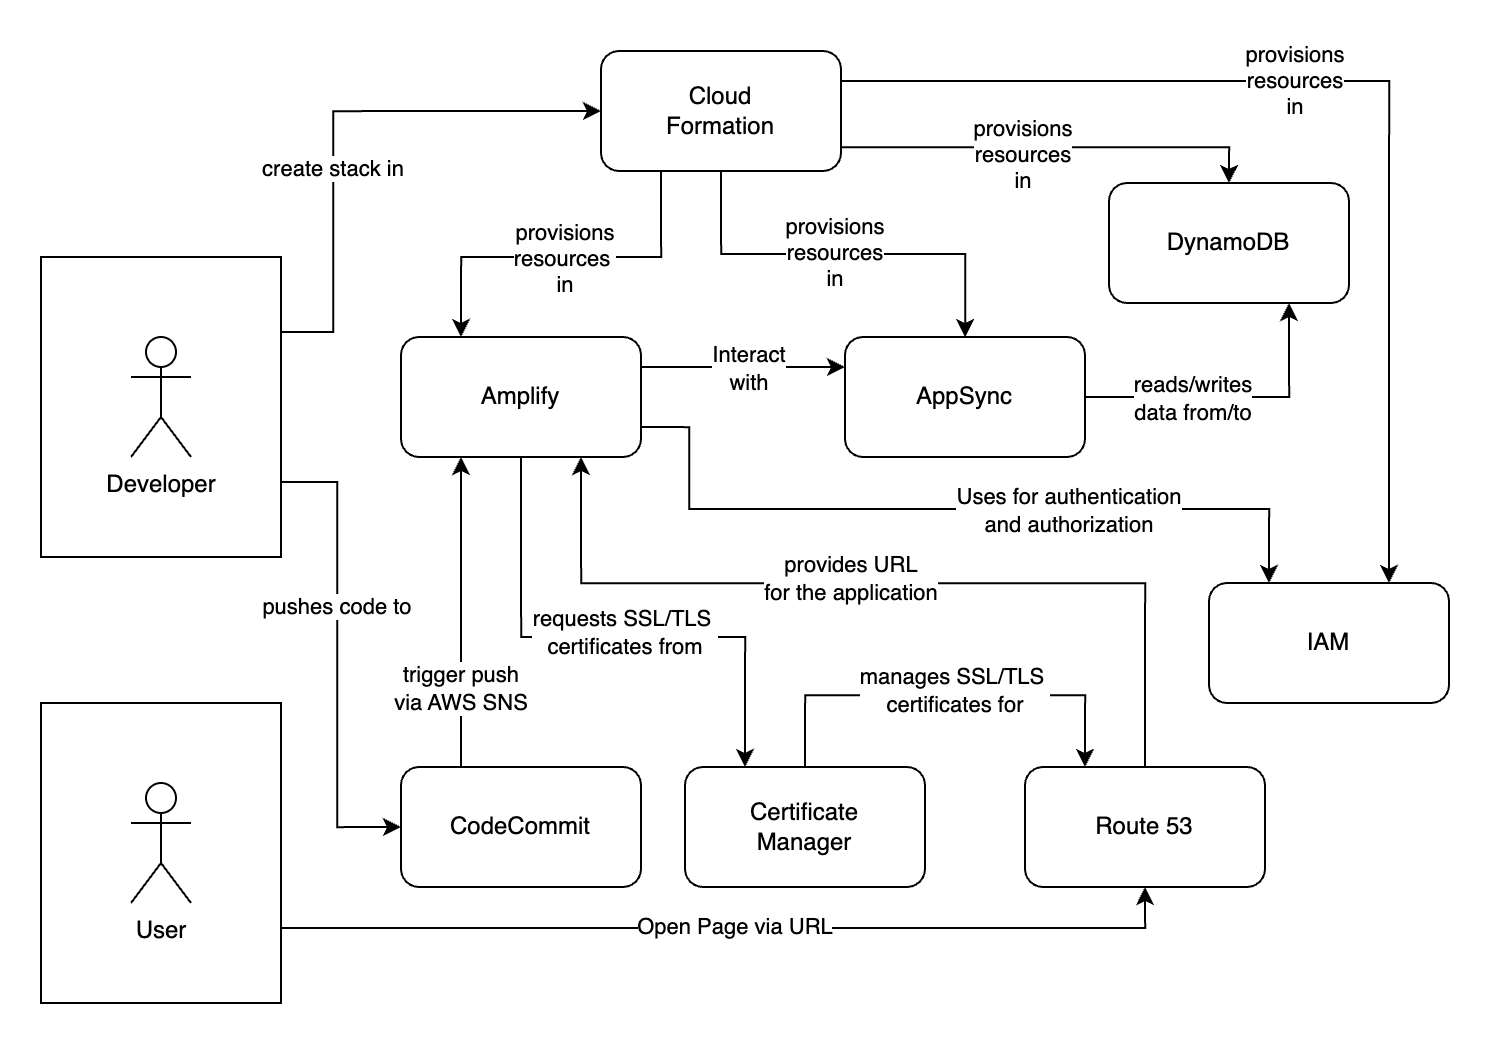 provisions
resources
in
Cloud
Formation
provisions
resources
in
create stack in
DynamoDB
provisions
resources
in
provisions
resources
in
Developer
Amplify
Interact
with
AppSync
reads/writes
data from/to
Uses for authentication
and authorization
provides URL
for the application
pushes code to
requests SSL/TLS
certificates from
IAM
trigger push
via AWS SNS
manages SSL/TLS
certificates for
CodeCommit
Certificate
Manager
Route 53
User
Open Page via URL